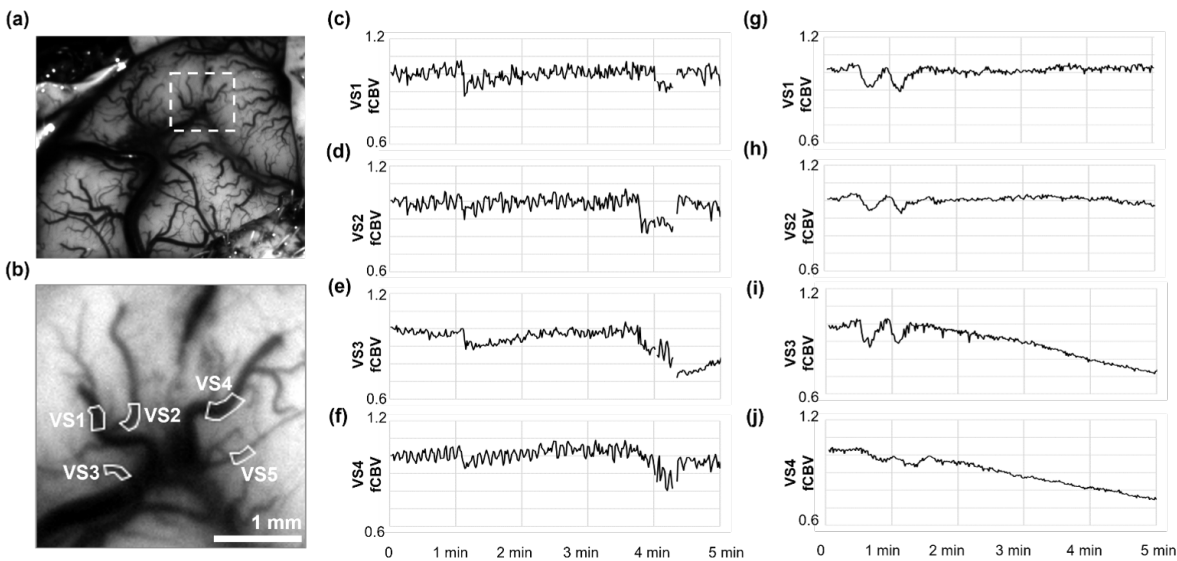 (a)
(b)
VS1
VS2
VS3
VS4
VS5
1 mm
(c)
1.2
VS1
fCBV
0.6
(d)
1.2
VS2
fCBV
0.6
(e)
1.2
VS3
fCBV
0.6
(f)
1.2
VS4
fCBV
0.6
0 1 min 2 min 3 min 4 min 5 min
(g)
1.2
VS1
fCBV
0.6
(h)
1.2
VS2
fCBV
0.6
(i)
1.2
VS3
fCBV
0.6
(j)
1.2
VS4
fCBV
0.6
0 1 min 2 min 3 min 4 min 5 min